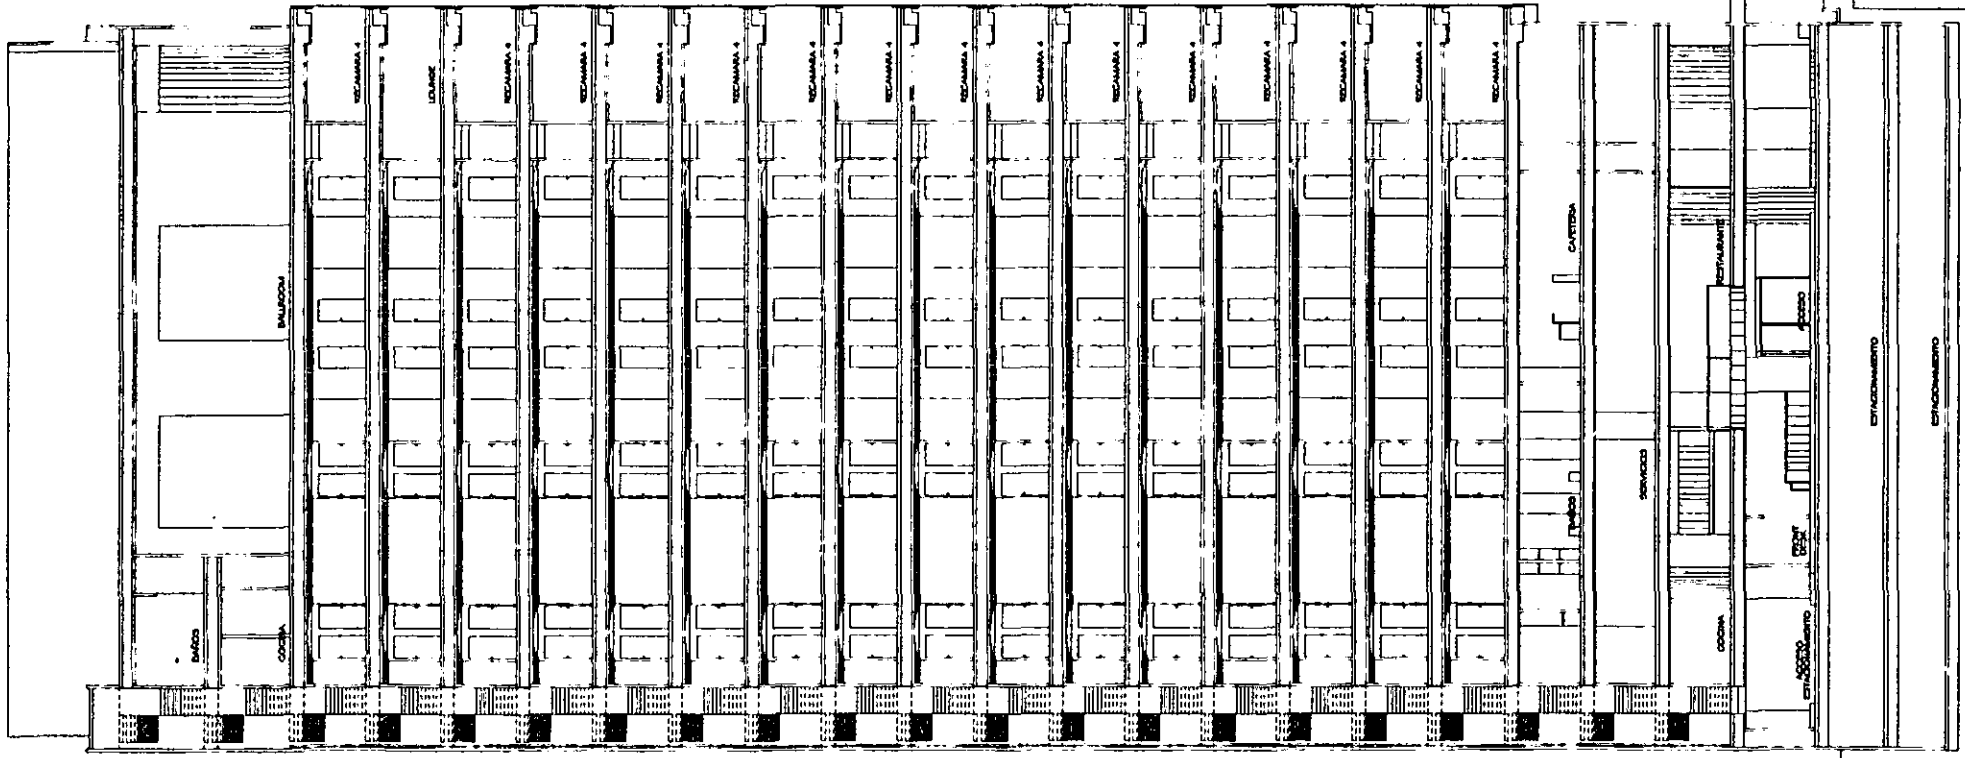 BAÑOS
COCINA
BALLROOM
RECAMARA 4
LOUNGE
RECAMARA 4
RECAMARA 4
RECAMARA 4
RECAMARA 4
RECAMARA 4
RECAMARA 4
RECAMARA 4
RECAMARA 4
RECAMARA 4
RECAMARA 4
RECAMARA 4
RECAMARA 4
RECAMARA 4
RECAMARA 4
BAÑOS
CAFETERIA
SERVICIOS
COCINA
RESTAURANTE
ACCESO
ESTACIONAMIENTO
FRONT
DESK
ACCESO
ESTACIONAMIENTO
ESTACIONAMIENTO